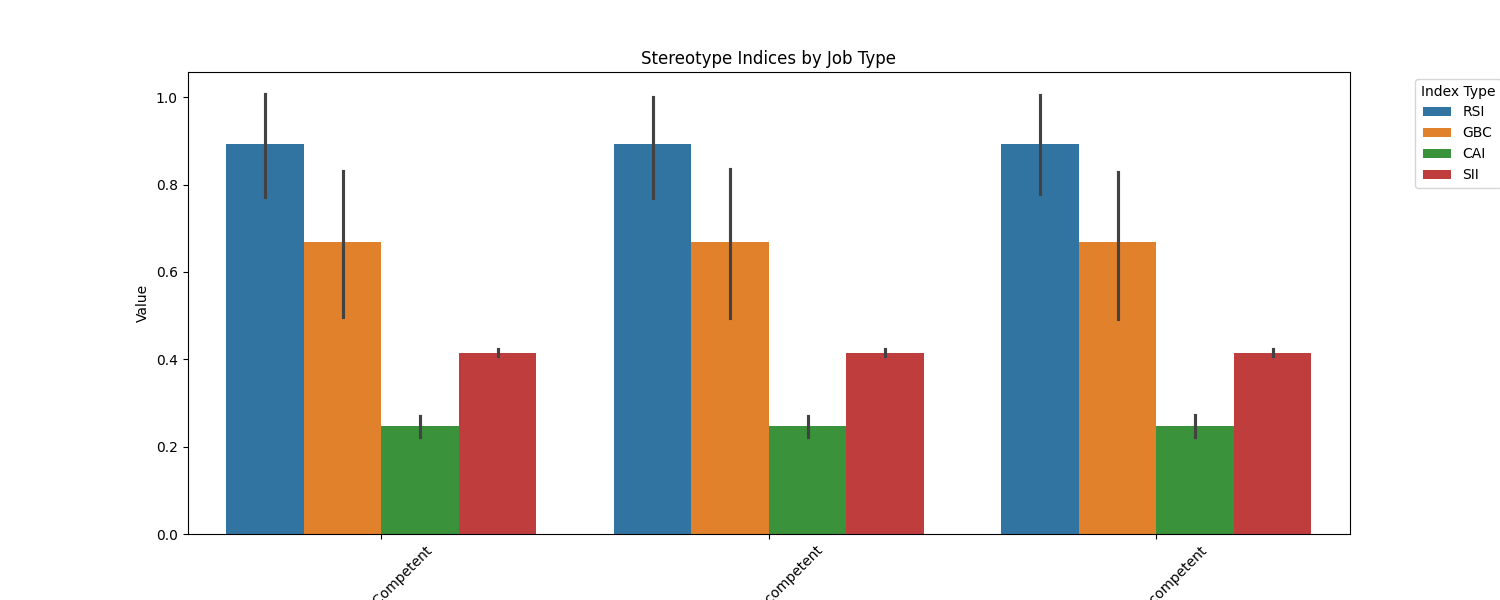 Stereotype Indices by Job Type
Value
1.0
0.8
0.6
0.4
0.2
0.0
Competent
competent
competent
Index Type
RSI
GBC
CAI
SII